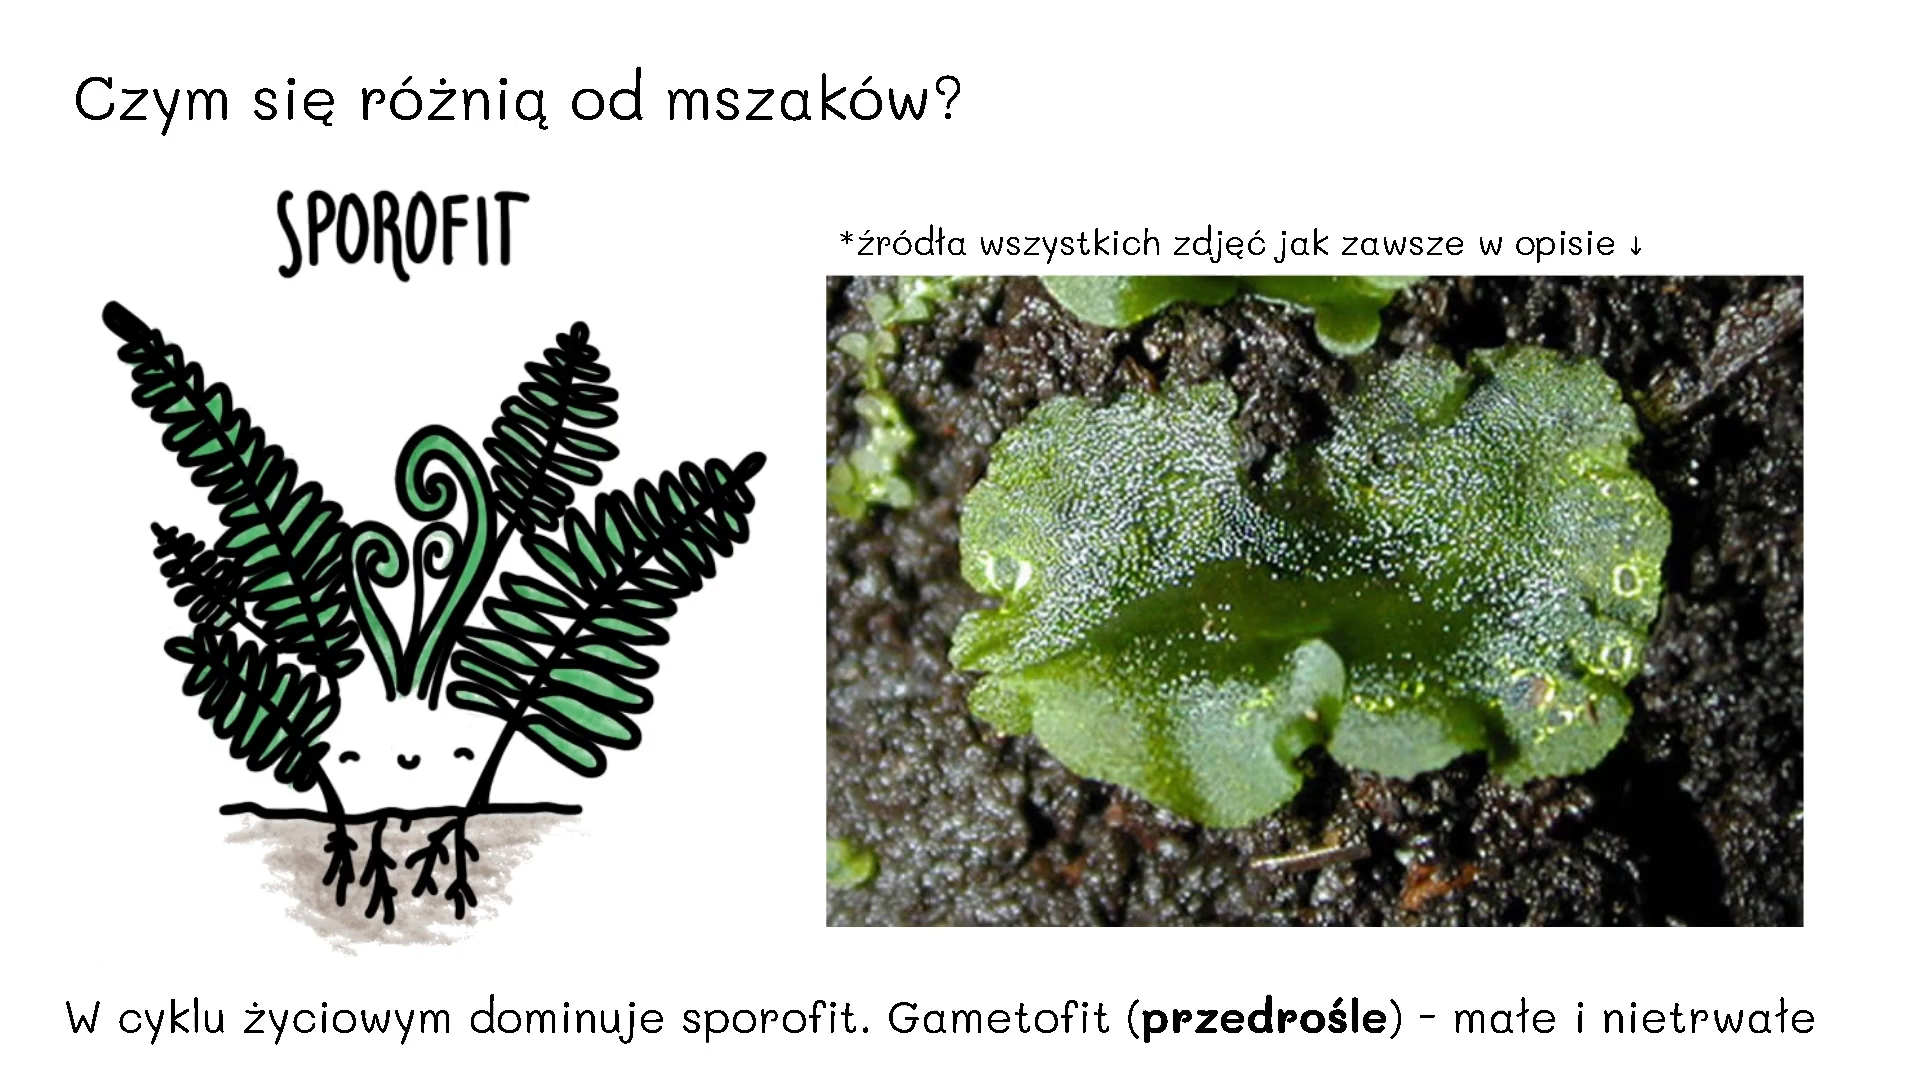 Czym się różnią od mszaków?
SPOROFIT
*źródła wszystkich zdjęć jak zawsze w opisie ↓
W cyklu życiowym dominuje sporofit. Gametofit (przedrośle) - małe i nietrwałe